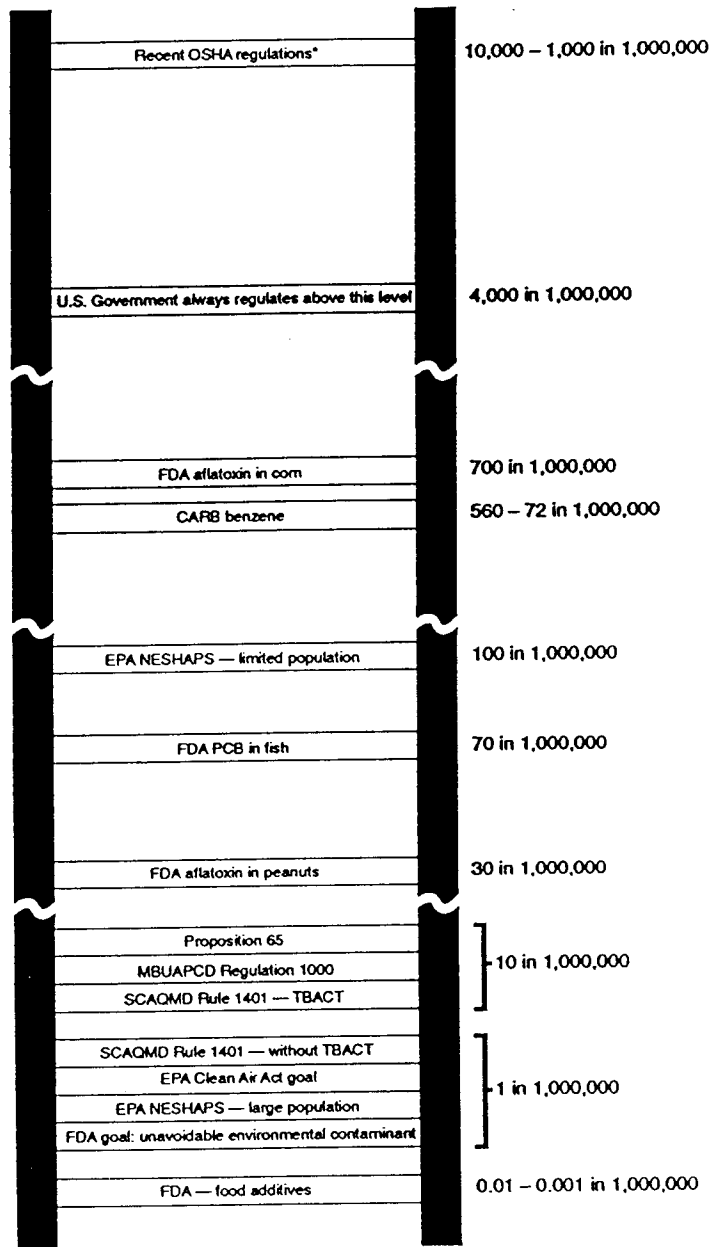 Recent OSHA regulations* 10,000 – 1,000 in 1,000,000
U.S. Government always regulates above this level 4,000 in 1,000,000
FDA aflatoxin in corn 700 in 1,000,000
CARB benzene 560 – 72 in 1,000,000
EPA NESHAPS — limited population 100 in 1,000,000
FDA PCB in fish 70 in 1,000,000
FDA aflatoxin in peanuts 30 in 1,000,000
Proposition 65
MBUAPCD Regulation 1000 10 in 1,000,000
SCAQMD Rule 1401 — TBACT
SCAQMD Rule 1401 — without TBACT
EPA Clean Air Act goal 1 in 1,000,000
EPA NESHAPS — large population
FDA goal: unavoidable environmental contaminant
FDA — food additives 0.01 – 0.001 in 1,000,000